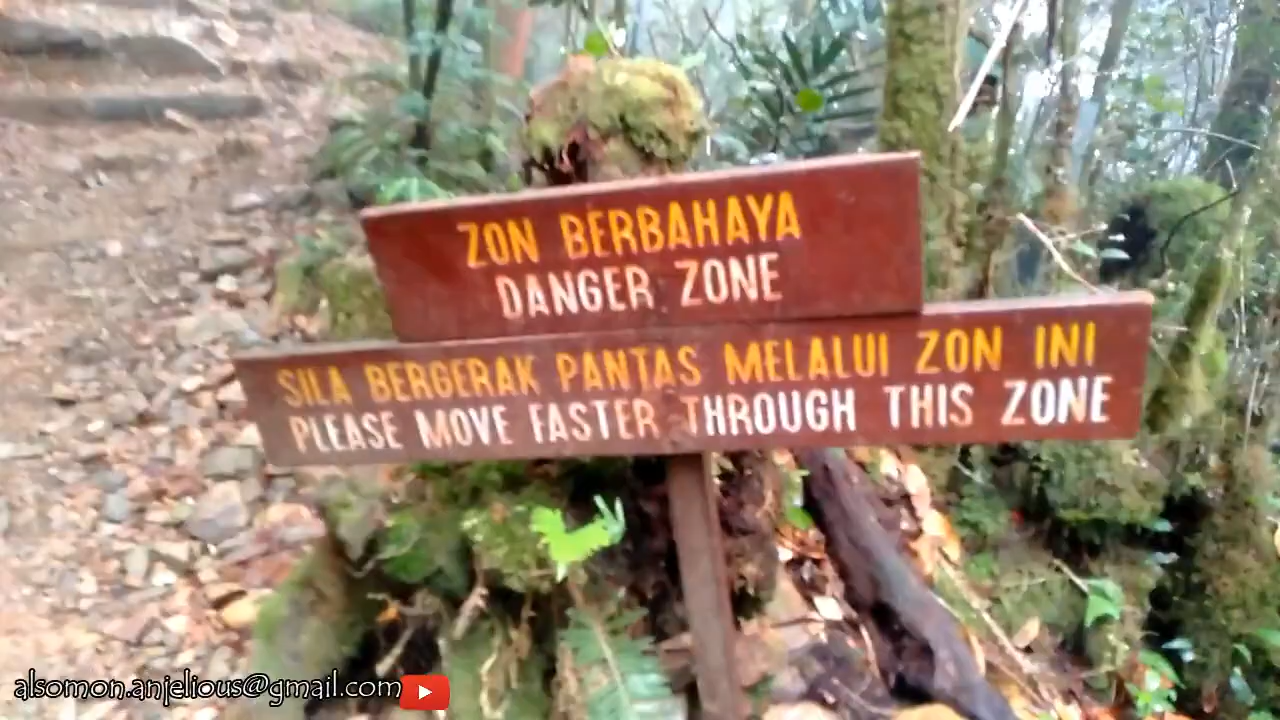 ZON BERBAHAYA
DANGER ZONE
SILA BERGERAK PANTAS MELALUI ZON INI
PLEASE MOVE FASTER THROUGH THIS ZONE
alsomon.anjelious@gmail.com